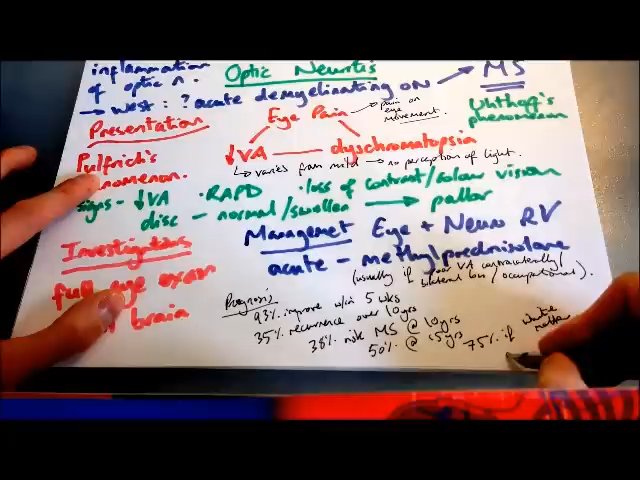 inflammation
of optic n.
Optic Neuritis
→ west: ? acute demyelinating ON → MS
Uhthoff's
phenomenon
Presentation
Eye Pain → pain on
eye
movement.
↓VA — dyschromatopsia
↳ varies from mild → no perception of light.
Pulfrich's
enomenon.
signs - ↓VA · RAPD · loss of contrast/colour vision
disc - normal/swollen → pallor
Investigations
full eye exam
brain
Managemet Eye + Neuro RV
acute - methylprednisolone
(usually if poor VA contralaterally/
bilateral loss/occupational).
Prognosis
93% improve w/in 5 wks
35% recurrence over 10yrs
38% risk MS @ 10yrs
50% @ 15yrs
75% if white
matter